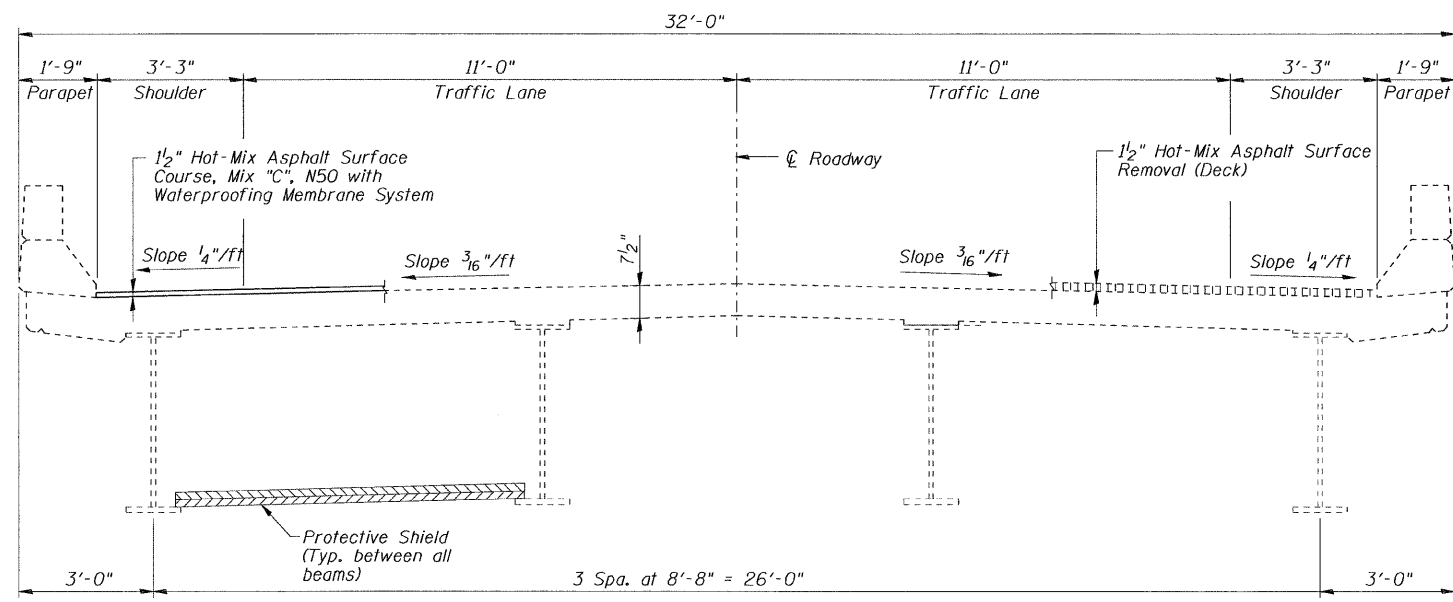 32'-0"
1'-9" 3'-3" 11'-0" 11'-0" 3'-3" 1'-9"
Parapet Shoulder Traffic Lane Traffic Lane Shoulder Parapet
1½" Hot-Mix Asphalt Surface
Course, Mix "C", N50 with
Waterproofing Membrane System
℄ Roadway
1½" Hot-Mix Asphalt Surface
Removal (Deck)
Slope ¼"/ft
Slope 3/16"/ft
7½"
Slope 3/16"/ft
Slope ¼"/ft
Protective Shield
(Typ. between all
beams)
3'-0" 3 Spa. at 8'-8" = 26'-0" 3'-0"